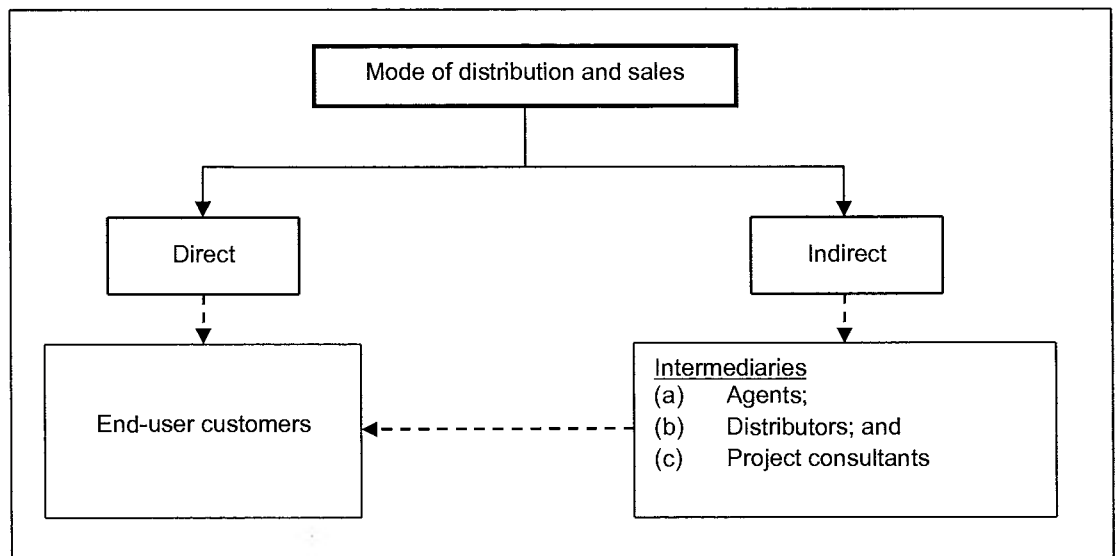 Mode of distribution and sales
Direct
Indirect
End-user customers
Intermediaries
(a) Agents;
(b) Distributors; and
(c) Project consultants